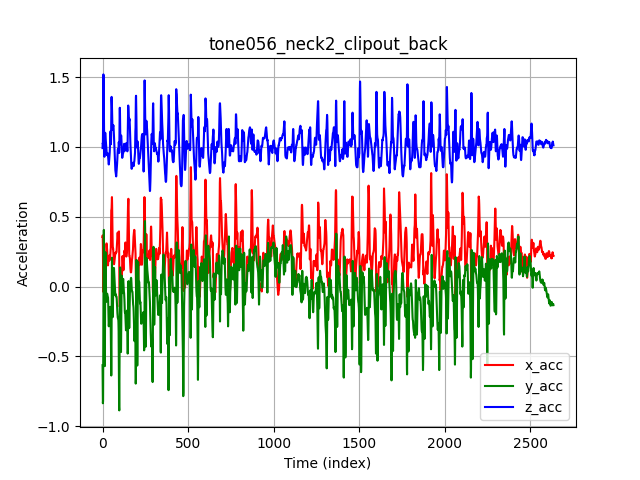 tone056_neck2_clipout_back
1.5
1.0
0.5
0.0
−0.5
−1.0
Acceleration
0
500
1000
1500
2000
2500
Time (index)
x_acc
y_acc
z_acc